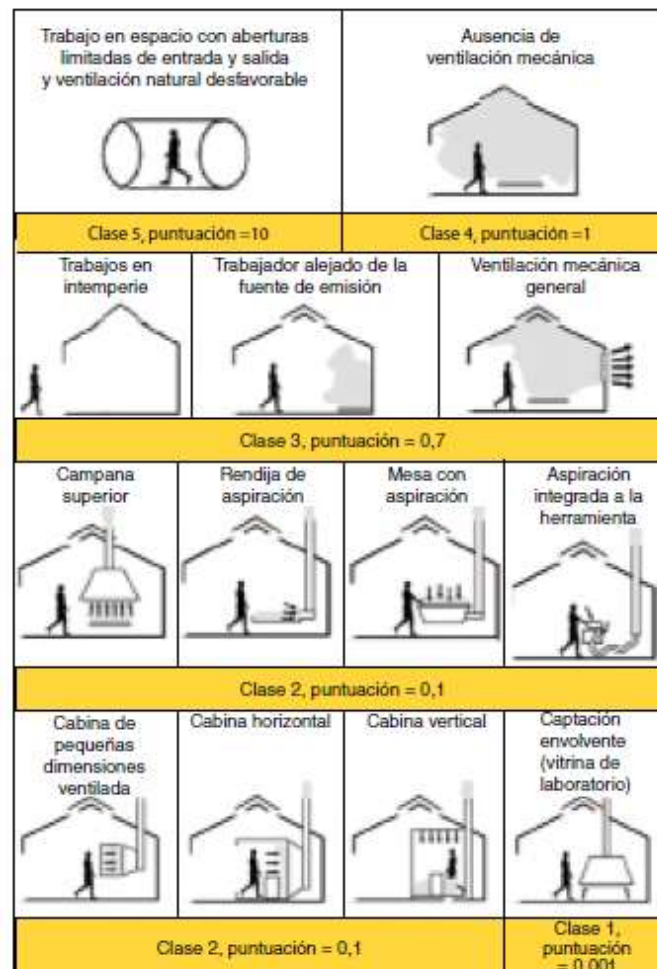 Trabajo en espacio con aberturas
limitadas de entrada y salida
y ventilación natural desfavorable
Ausencia de
ventilación mecánica
Clase 5, puntuación =10
Clase 4, puntuación =1
Trabajos en
intemperie
Trabajador alejado de la
fuente de emisión
Ventilación mecánica
general
Clase 3, puntuación = 0,7
Campana
superior
Rendija de
aspiración
Mesa con
aspiración
Aspiración
integrada a la
herramienta
Clase 2, puntuación = 0,1
Cabina de
pequeñas
dimensiones
ventilada
Cabina horizontal
Cabina vertical
Captación
envolvente
(vitrina de
laboratorio)
Clase 2, puntuación = 0,1
Clase 1,
puntuación
= 0,001